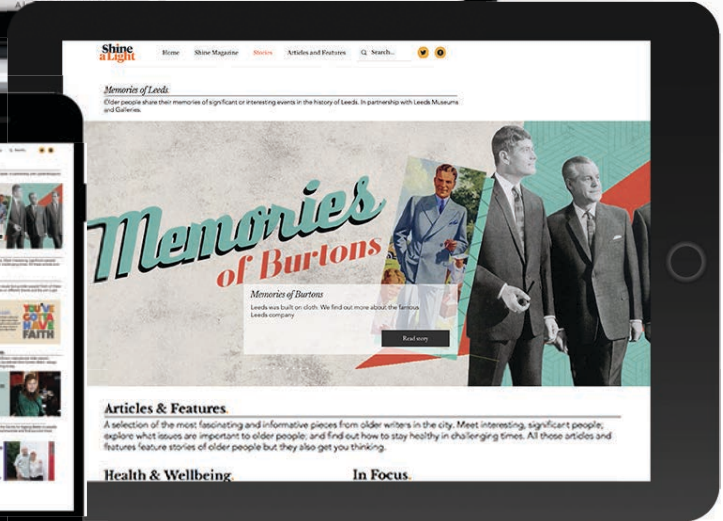 Shine
a Light
Home
Shine Magazine
Stories
Articles and Features
Search...
Memories of Leeds.
Older people share their memories of significant or interesting events in the history of Leeds. In partnership with Leeds Museums
and Galleries.
Memories
of Burtons
Memories of Burtons
Leeds was built on cloth. We find out more about the famous
Leeds company
Read story
Articles & Features.
A selection of the most fascinating and informative pieces from older writers in the city. Meet interesting, significant people;
explore what issues are important to older people; and find out how to stay healthy in challenging times. All these articles and
features feature stories of older people but they also get you thinking.
Health & Wellbeing.
In Focus.
YOU'VE
GOTTA
HAVE
FAITH